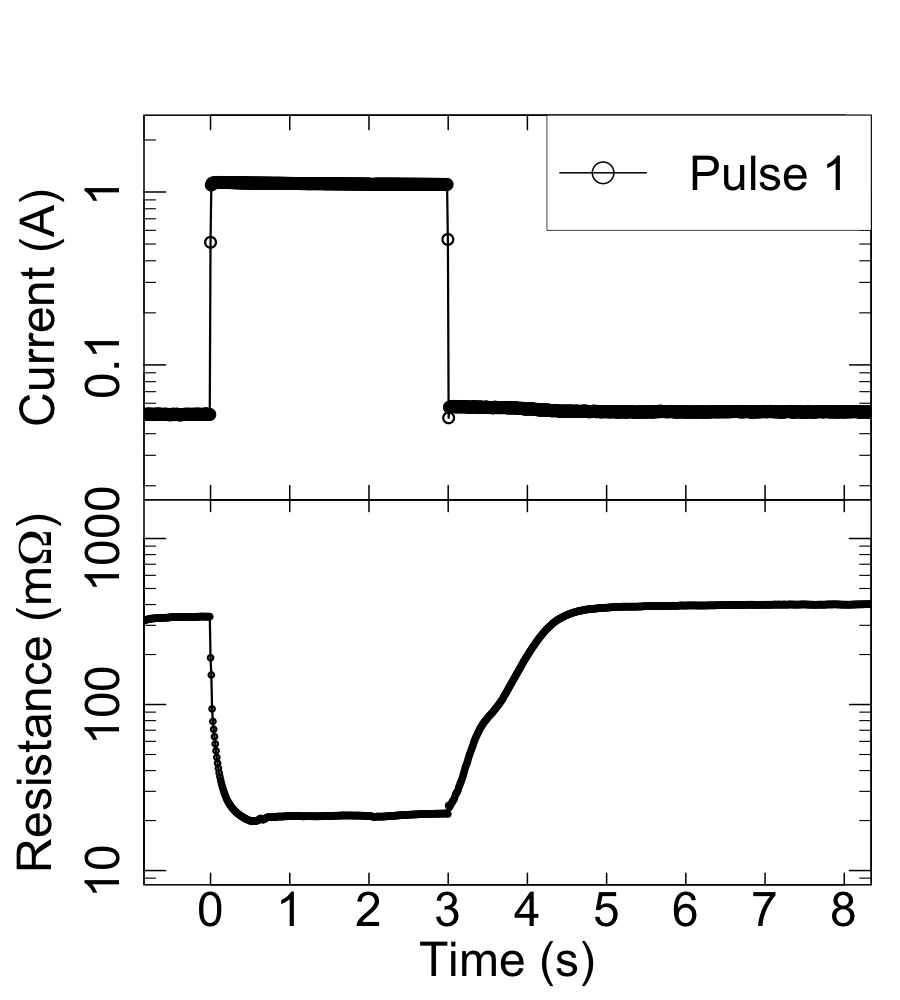 Pulse 1
Current (A)
1
0.1
Resistance (mΩ)
1000
100
10
0 1 2 3 4 5 6 7 8
Time (s)